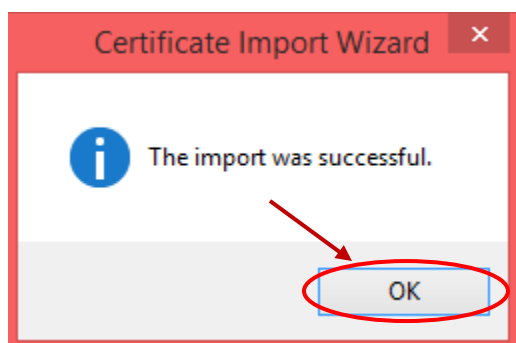 Certificate Import Wizard
The import was successful.
OK